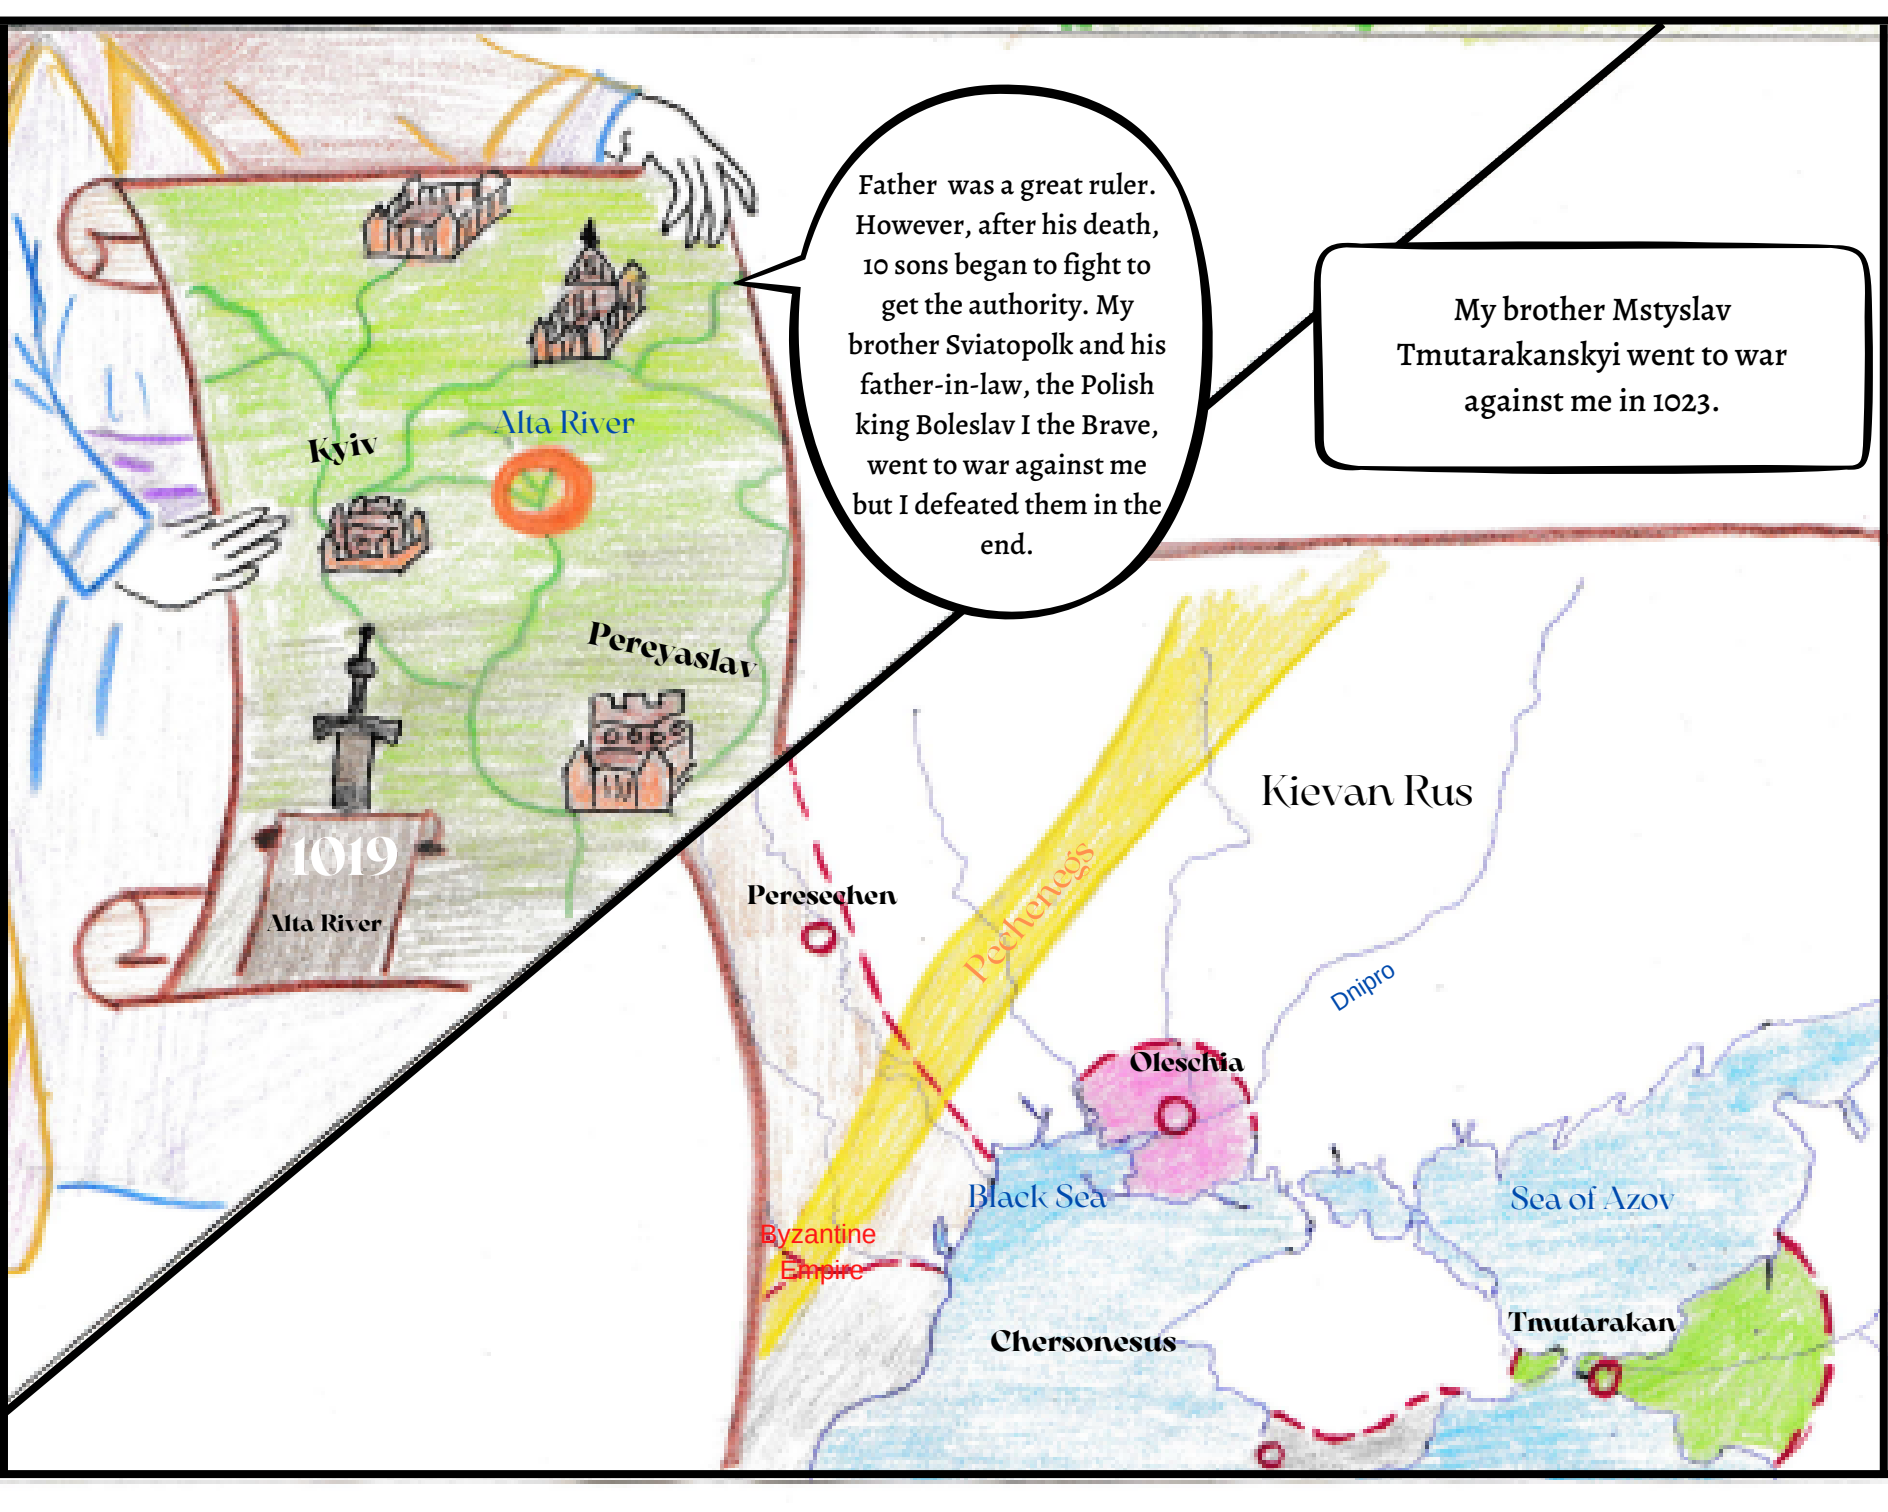 Father was a great ruler.
However, after his death,
10 sons began to fight to
get the authority. My
brother Sviatopolk and his
father-in-law, the Polish
king Boleslav I the Brave,
went to war against me
but I defeated them in the
end.
My brother Mstyslav
Tmutarakanskyi went to war
against me in 1023.
Alta River
Kyiv
Pereyaslav
1019
Alta River
Kievan Rus
Peresechen
Pechenegs
Dnipro
Oleschia
Black Sea
Sea of Azov
Byzantine
Empire
Chersonesus
Tmutarakan